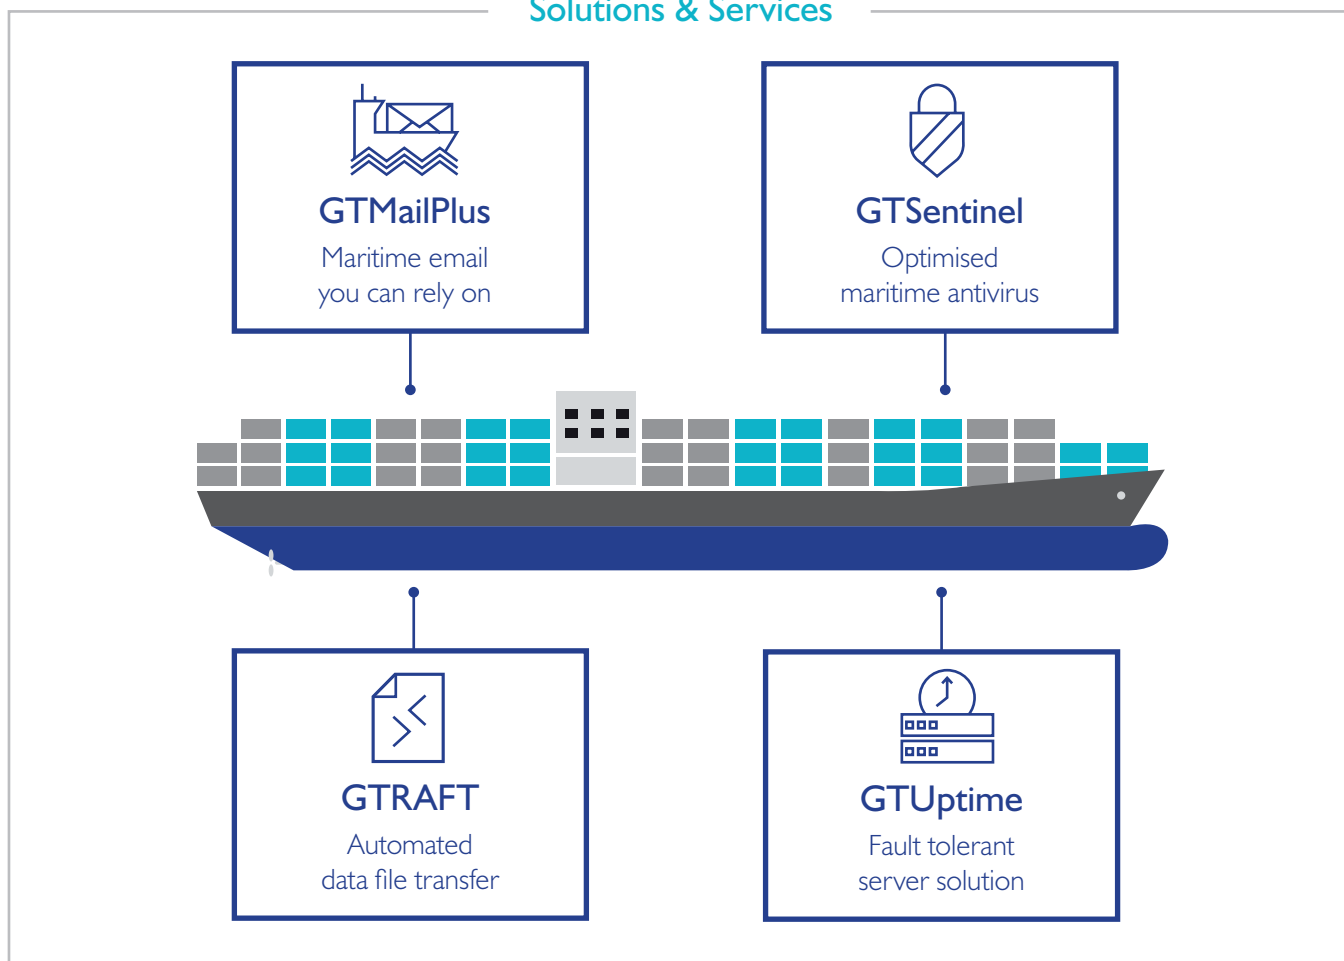 Solutions & Services
GTMailPlus
Maritime email
you can rely on
GTSentinel
Optimised
maritime antivirus
GTRAFT
Automated
data file transfer
GTUptime
Fault tolerant
server solution